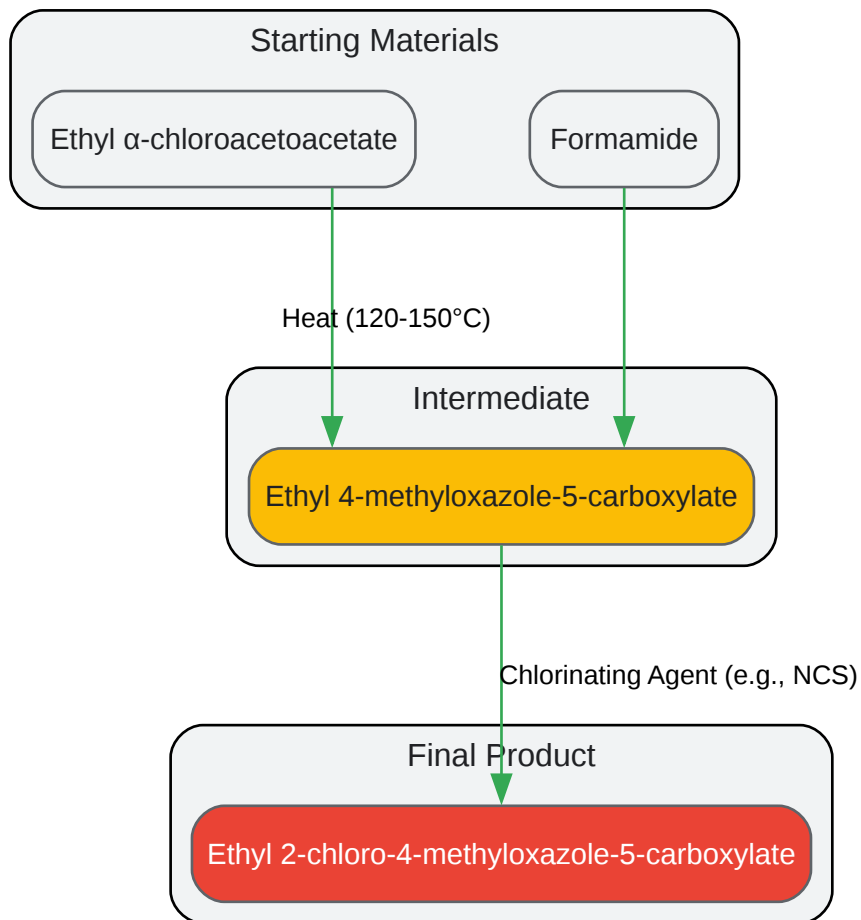 Starting Materials
Ethyl α-chloroacetoacetate
Formamide
Heat (120-150°C)
Intermediate
Ethyl 4-methyloxazole-5-carboxylate
Chlorinating Agent (e.g., NCS)
Final Product
Ethyl 2-chloro-4-methyloxazole-5-carboxylate